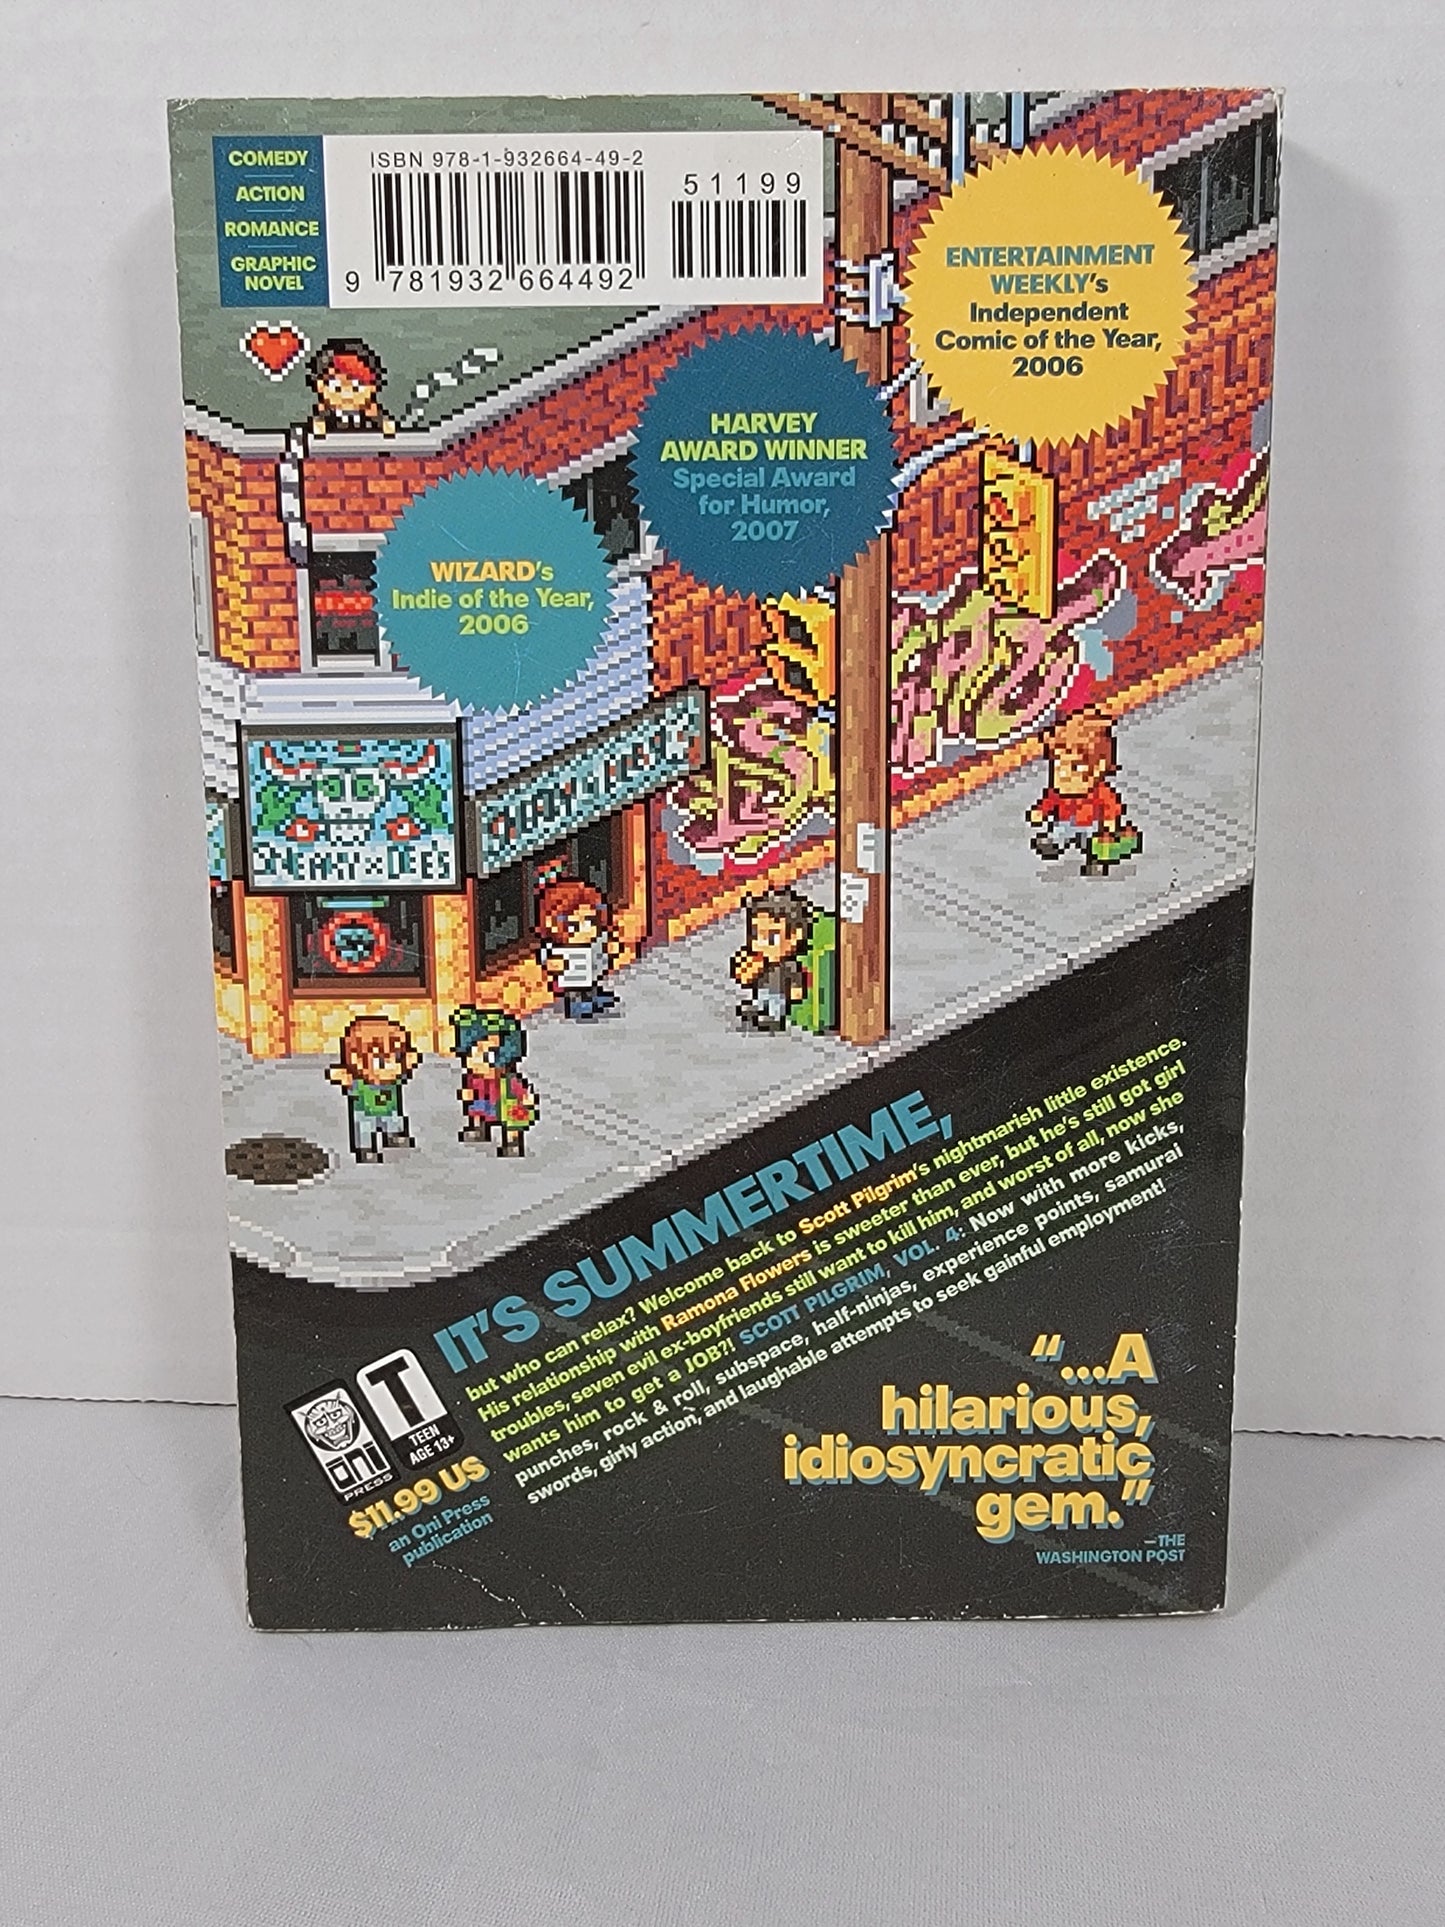 COMEDY
ACTION
ROMANCE
GRAPHIC
NOVEL
ISBN 978-1-932664-49-2
51199
9 781932 664492
ENTERTAINMENT
WEEKLY's
Independent
Comic of the Year,
2006
HARVEY
AWARD WINNER
Special Award
for Humor,
2007
WIZARD's
Indie of the Year,
2006
SNEAKY DEES
SNEAKY DEES
IT'S SUMMERTIME,
but who can relax? Welcome back to Scott Pilgrim's nightmarish little existence.
His relationship with Ramona Flowers is sweeter than ever, but he's still got girl
troubles, seven evil ex-boyfriends still want to kill him, and worst of all, now she
wants him to get a JOB?! SCOTT PILGRIM, VOL. 4: Now with more kicks,
punches, rock & roll, subspace, half-ninjas, experience points, samurai
swords, girly action, and laughable attempts to seek gainful employment!
oni
PRESS
T
TEEN
AGE 13+
$11.99 US
an Oni Press
publication
"...A
hilarious,
idiosyncratic
gem."
—THE
WASHINGTON POST